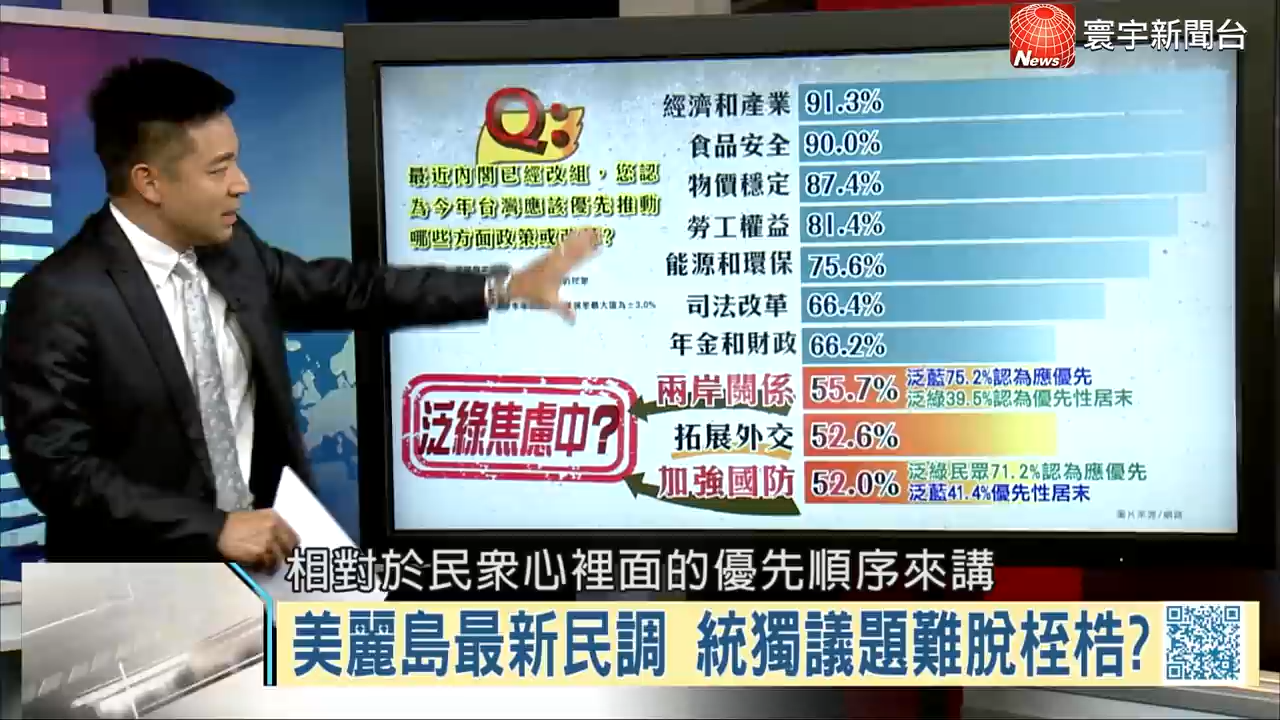 News 寰宇新聞台
Q:
最近內閣已經改組，您認
為今年台灣應該優先推動
哪些方面政策或
±3.0%
經濟和產業 91.3%
食品安全 90.0%
物價穩定 87.4%
勞工權益 81.4%
能源和環保 75.6%
司法改革 66.4%
年金和財政 66.2%
兩岸關係 55.7% 泛藍75.2%認為應優先
泛綠39.5%認為優先性居末
拓展外交 52.6%
加強國防 52.0% 泛綠民眾71.2%認為應優先
泛藍41.4%優先性居末
泛綠焦慮中?
圖片來源/網路
相對於民眾心裡面的優先順序來講
美麗島最新民調 統獨議題難脫桎梏?